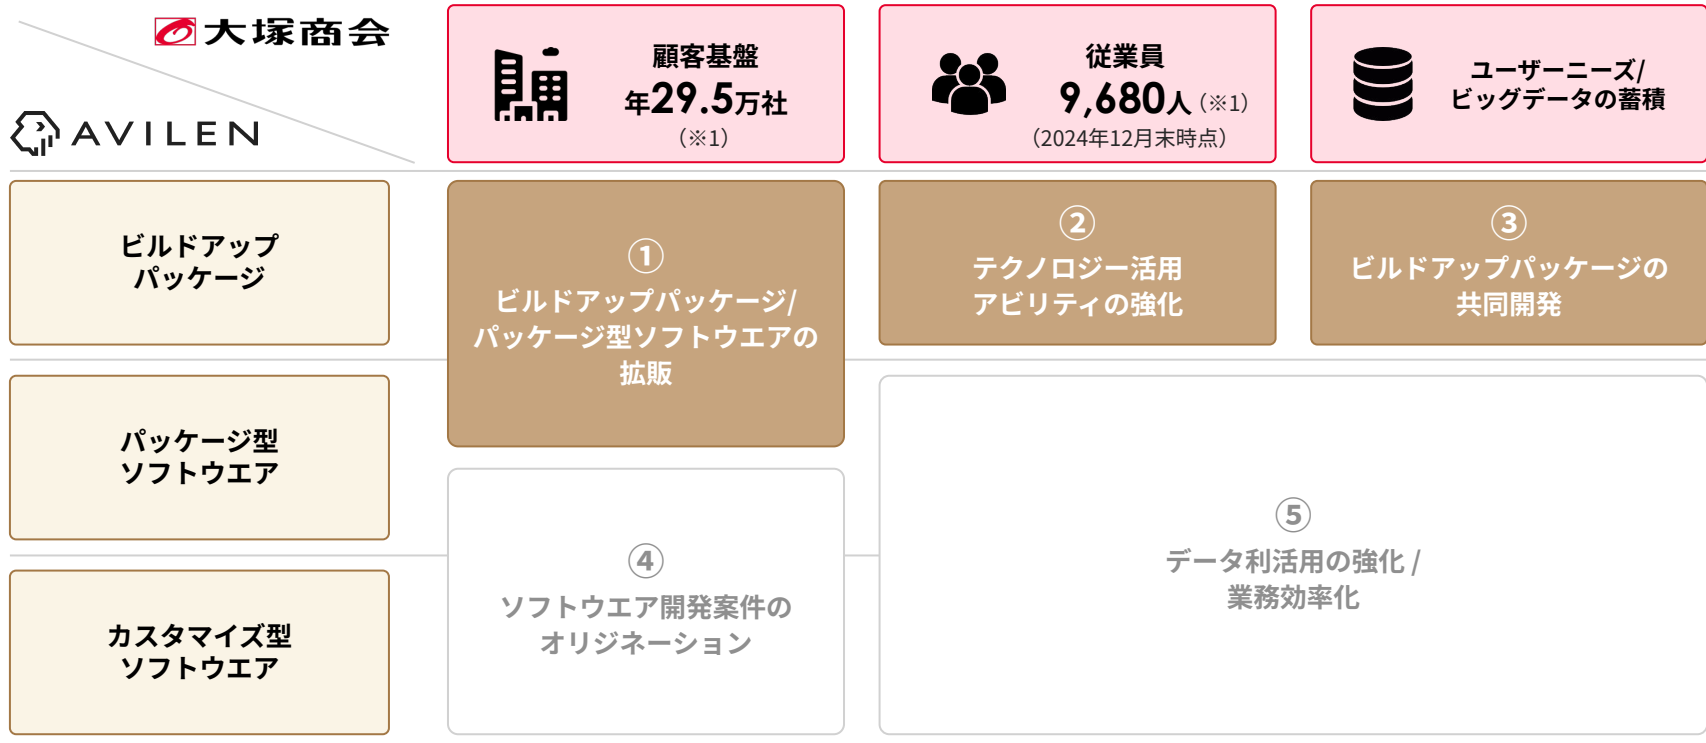 大塚商会
AVILEN
顧客基盤
年29.5万社
（※1）
従業員
9,680人（※1）
（2024年12月末時点）
ユーザーニーズ/
ビッグデータの蓄積
ビルドアップ
パッケージ
①
ビルドアップパッケージ/
パッケージ型ソフトウエアの
拡販
②
テクノロジー活用
アビリティの強化
③
ビルドアップパッケージの
共同開発
パッケージ型
ソフトウエア
④
ソフトウエア開発案件の
オリジネーション
⑤
データ利活用の強化 /
業務効率化
カスタマイズ型
ソフトウエア